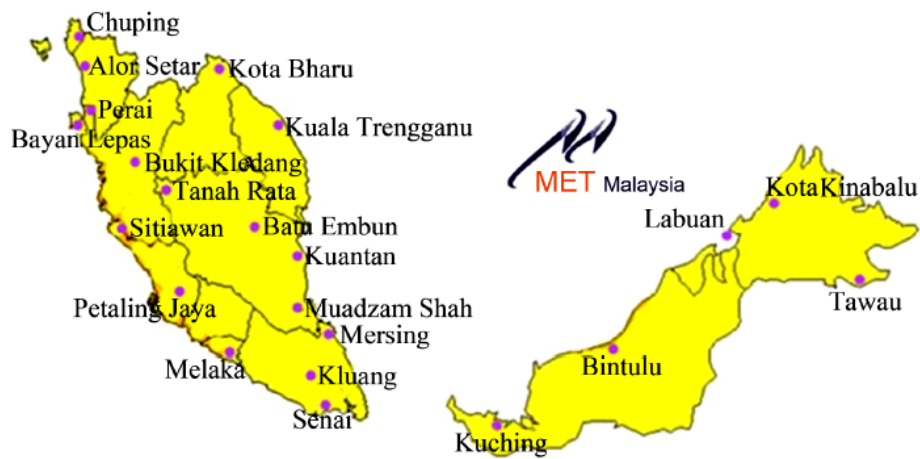 Chuping
Alor Setar
Kota Bharu
Perai
Bayan Lepas
Kuala Trengganu
Bukit Kledang
Tanah Rata
MET Malaysia
Kota Kinabalu
Labuan
Sitiawan
Batu Embun
Kuantan
Petaling Jaya
Muadzam Shah
Tawau
Mersing
Melaka
Bintulu
Kluang
Senai
Kuching